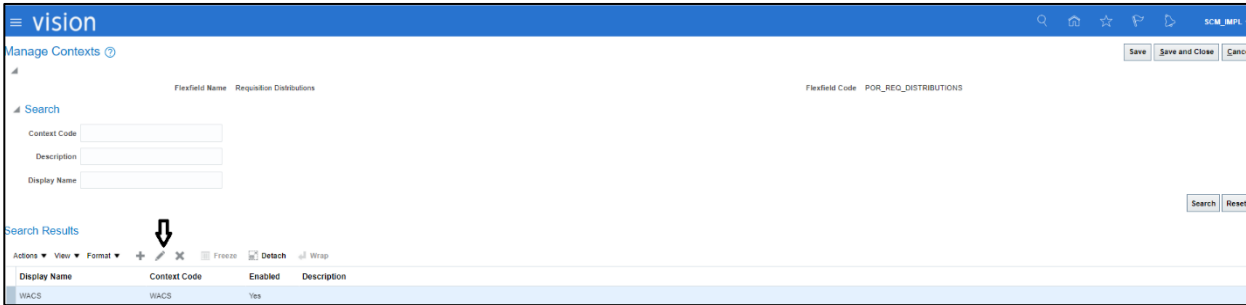 vision SCM_IMPL
Manage Contexts
Save Save and Close Canc
Flexfield Name Requisition Distributions Flexfield Code POR_REQ_DISTRIBUTIONS
Search
Context Code
Description
Display Name
Search Reset
Search Results
Actions View Format Freeze Detach Wrap
Display Name Context Code Enabled Description
WACS WACS Yes